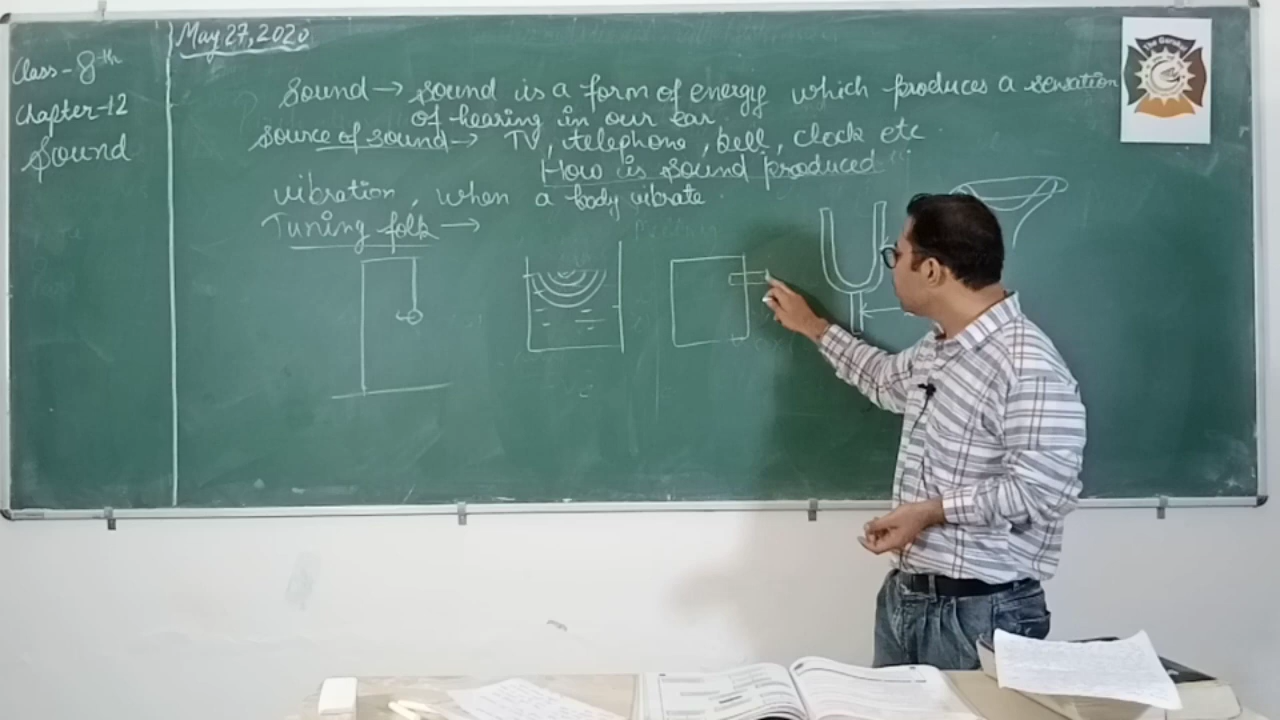 Class - 8th
Chapter-12
Sound
May 27, 2020
Sound → sound is a form of energy which produces a sensation
of hearing in our ear.
Source of sound → TV, telephone, bell, clock etc
How is sound produced
vibration, when a body vibrate
Tuning folk →